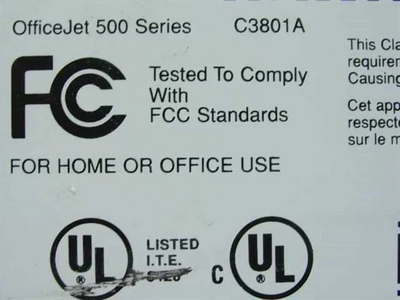 OfficeJet 500 Series C3801A
FCC
Tested To Comply
With
FCC Standards
FOR HOME OR OFFICE USE
This Cla
requirem
Causing
Cet app
respecte
sur le m
UL ®
LISTED
I.T.E.
C UL ®